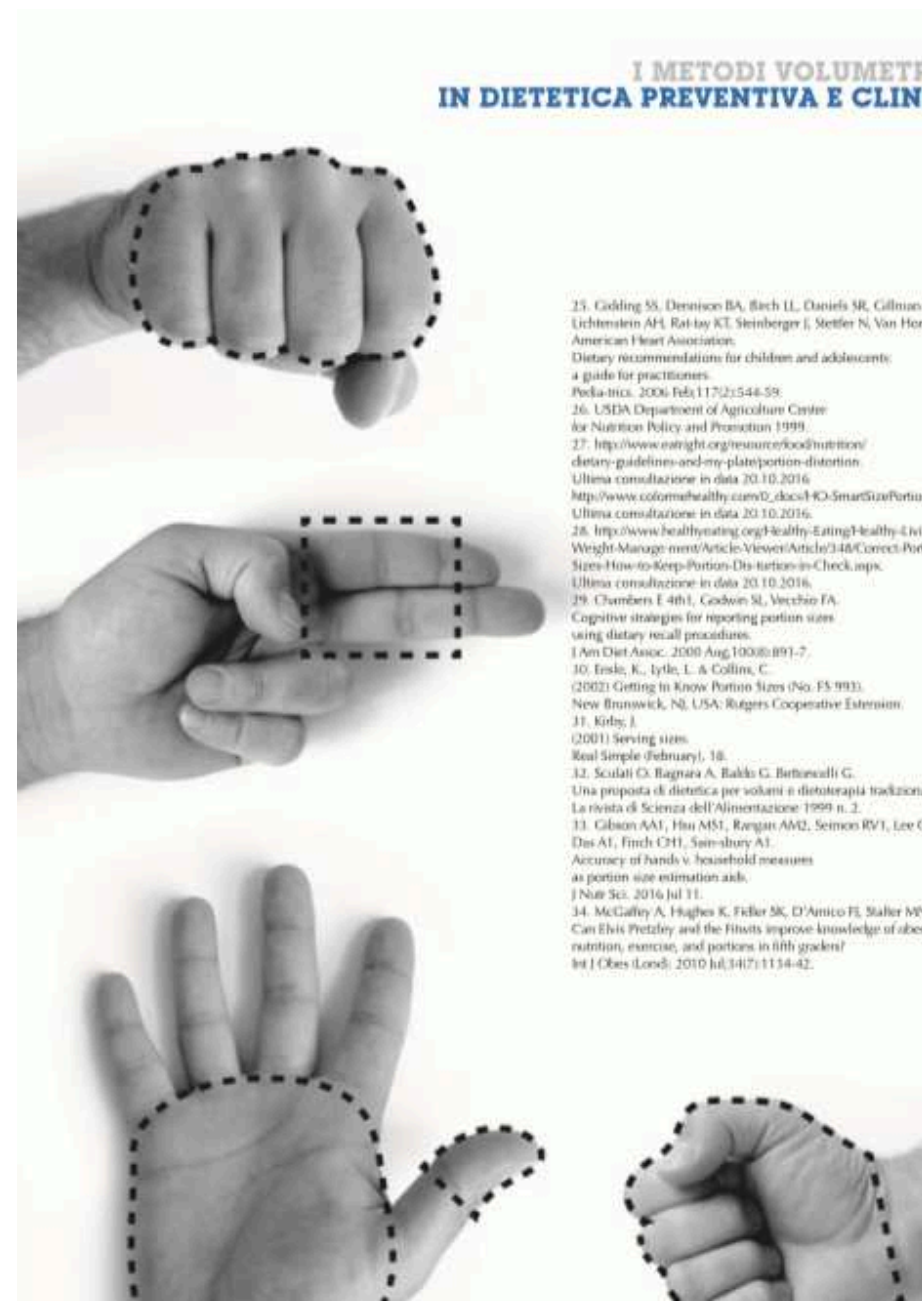 I METODI VOLUMETR
IN DIETETICA PREVENTIVA E CLIN
25. Gidding SS, Dennison BA, Birch LL, Daniels SR, Gillman
Lichtenstein AH, Rat-tay KT, Steinberger J, Stettler N, Van Hor
American Heart Association.
Dietary recommendations for children and adolescents:
a guide for practitioners.
Pedia-trics. 2006 Feb;117(2):544-59.
26. USDA Department of Agriculture Center
for Nutrition Policy and Promotion 1999.
27. http://www.eatright.org/resource/food/nutrition/
dietary-guidelines-and-my-plate/portion-distortion.
Ultima consultazione in data 20.10.2016
http://www.colormehealthy.com/0_docs/HO-SmartSizePortio
Ultima consultazione in data 20.10.2016.
28. http://www.healthyeating.org/Healthy-Eating/Healthy-Livi
Weight-Manage-ment/Article-Viewer/Article/348/Correct-Port
Sizes-How-to-Keep-Portion-Dis-tortion-in-Check.aspx.
Ultima consultazione in data 20.10.2016.
29. Chambers E 4th1, Godwin SL, Vecchio FA.
Cognitive strategies for reporting portion sizes
using dietary recall procedures.
J Am Diet Assoc. 2000 Aug;100(8):891-7.
30. K., Lytle, L. & Collins, C.
(2002) Getting to Know Portion Sizes (No. FS 993).
New Brunswick, NJ, USA: Rutgers Cooperative Extension.
31. Kirby, J.
(2001) Serving sizes.
Real Simple (February), 18.
32. Sculati O. Bagnara A. Baldo G. Bettoncelli G.
Una proposta di dietetica per volumi e dietoterapia tradizion
La rivista di Scienza dell'Alimentazione 1999 n. 2.
33. Gibson AA1, Hsu MS1, Rangan AM2, Seimon RV1, Lee C
Das A1, Finch CH1, Sain-sbury A1.
Accuracy of hands v. household measures
as portion size estimation aids.
J Nutr Sci. 2016 Jul 11.
34. McGaffey A, Hughes K, Fidler SK, D'Amico FJ, Stalter MN
Can Elvis Pretzley and the Fitwits improve knowledge of obe
nutrition, exercise, and portions in fifth graders?
Int J Obes (Lond). 2010 Jul;34(7):1134-42.